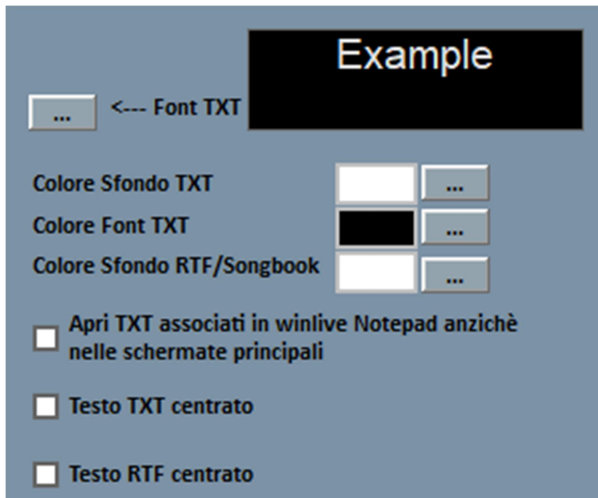 Example
... <--- Font TXT
Colore Sfondo TXT ...
Colore Font TXT ...
Colore Sfondo RTF/Songbook ...
Apri TXT associati in winlive Notepad anzichè
nelle schermate principali
Testo TXT centrato
Testo RTF centrato